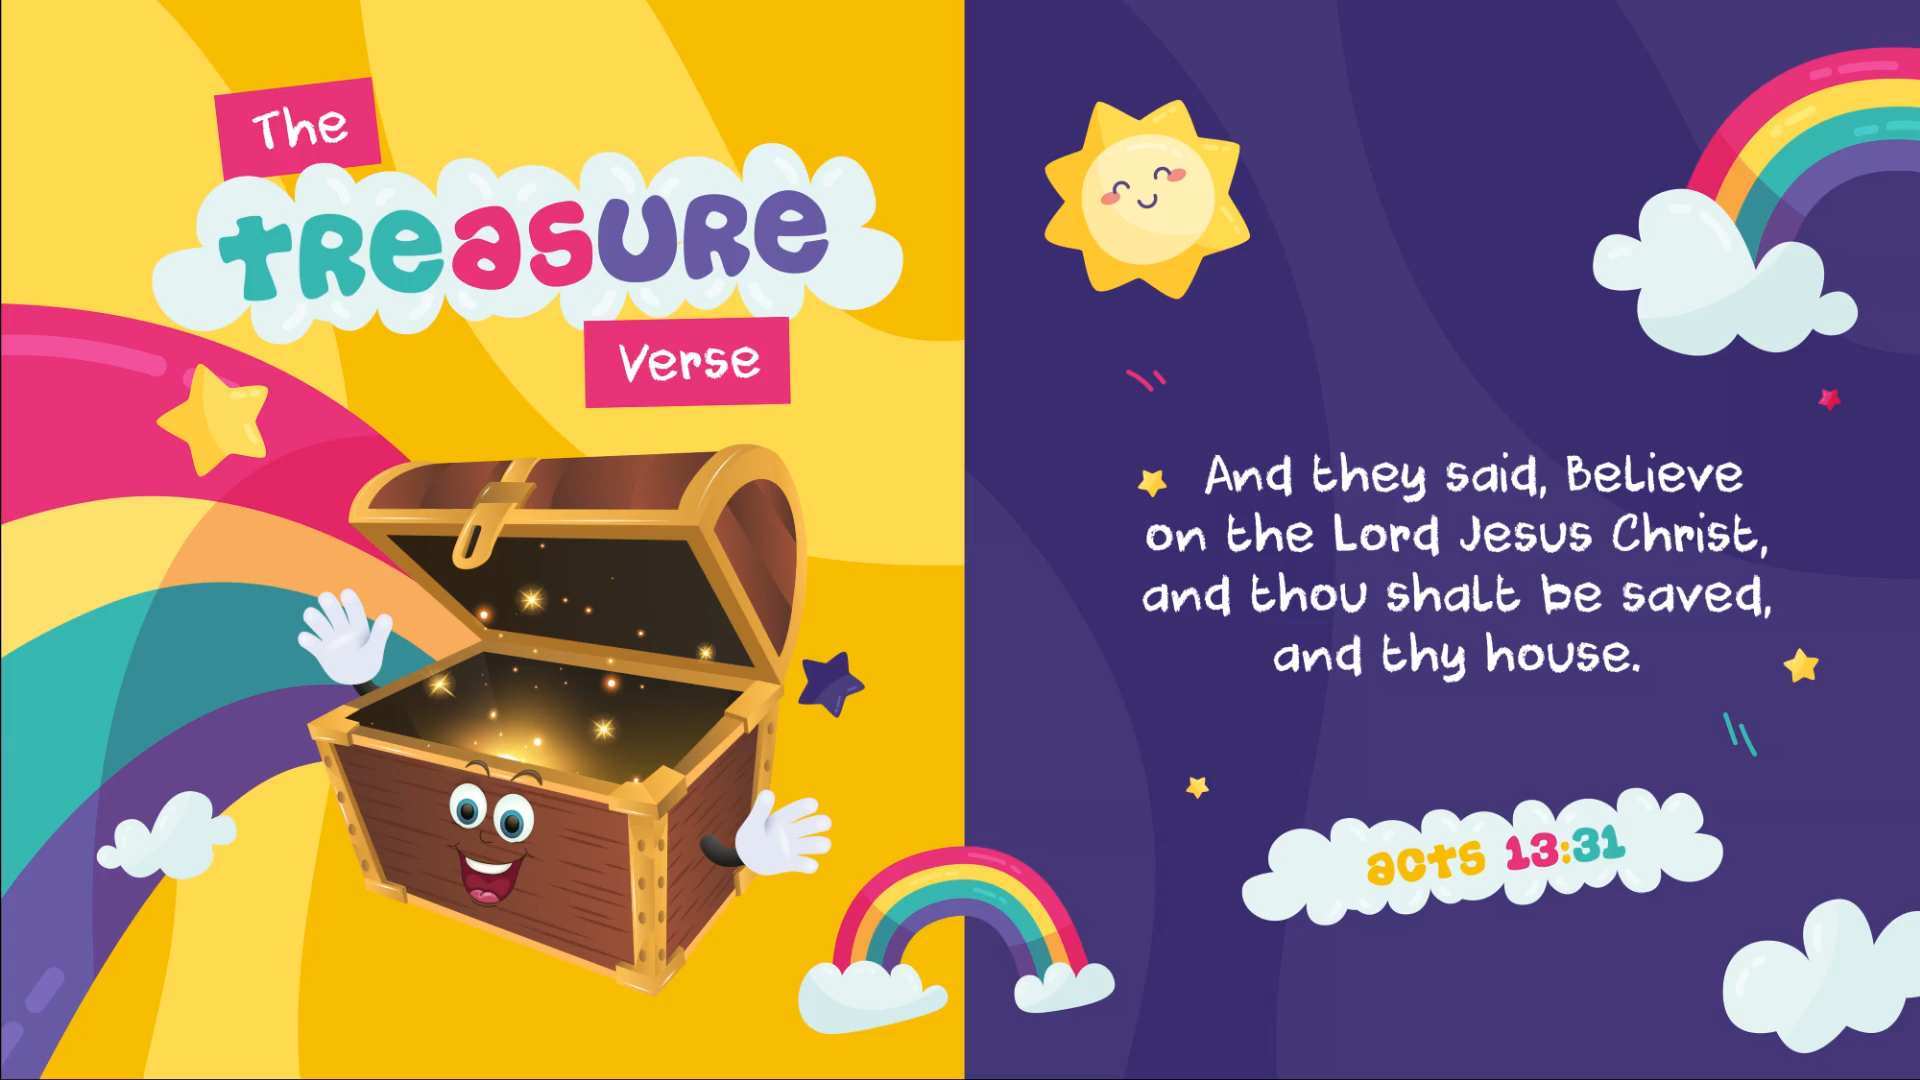 The
treasure
Verse
And they said, Believe
on the Lord Jesus Christ,
and thou shalt be saved,
and thy house.
acts 13:31